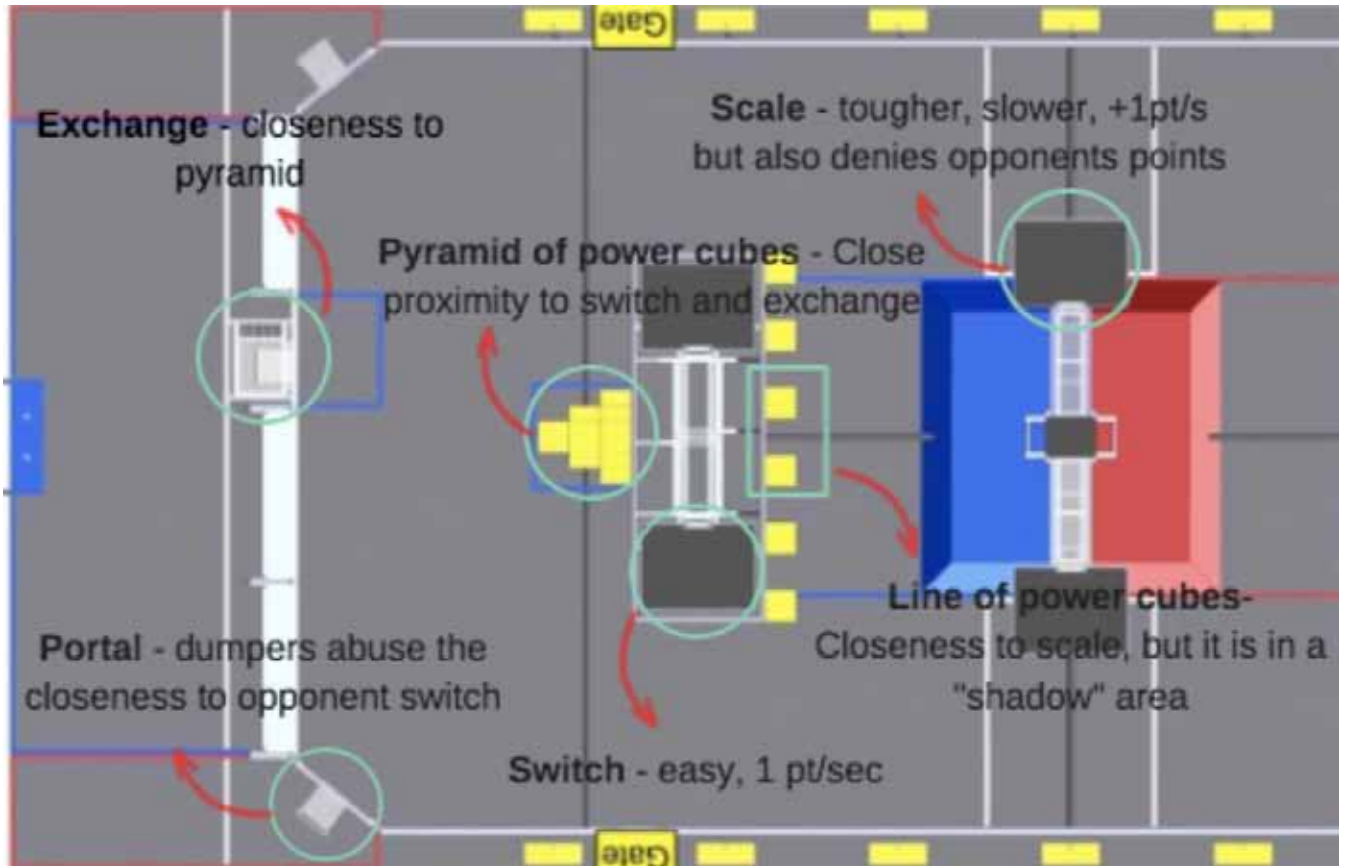 Gate
Exchange - closeness to
pyramid
Scale - tougher, slower, +1pt/s
but also denies opponents points
Pyramid of power cubes - Close
proximity to switch and exchange
Line of power cubes-
Closeness to scale, but it is in a
"shadow" area
Portal - dumpers abuse the
closeness to opponent switch
Switch - easy, 1 pt/sec
Gate